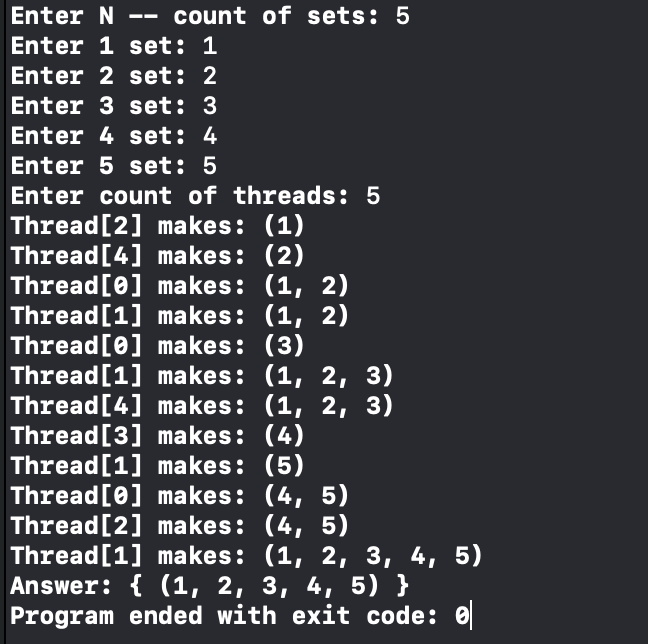 Enter N -- count of sets: 5
Enter 1 set: 1
Enter 2 set: 2
Enter 3 set: 3
Enter 4 set: 4
Enter 5 set: 5
Enter count of threads: 5
Thread[2] makes: (1)
Thread[4] makes: (2)
Thread[0] makes: (1, 2)
Thread[1] makes: (1, 2)
Thread[0] makes: (3)
Thread[1] makes: (1, 2, 3)
Thread[4] makes: (1, 2, 3)
Thread[3] makes: (4)
Thread[1] makes: (5)
Thread[0] makes: (4, 5)
Thread[2] makes: (4, 5)
Thread[1] makes: (1, 2, 3, 4, 5)
Answer: { (1, 2, 3, 4, 5) }
Program ended with exit code: 0